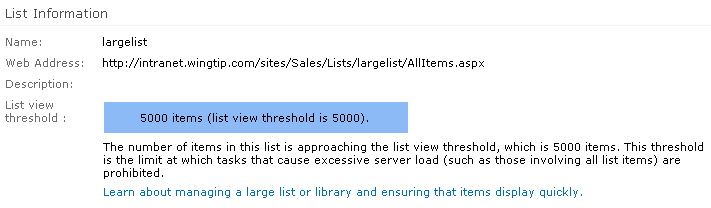 List Information
Name: largelist
Web Address: http://intranet.wingtip.com/sites/Sales/Lists/largelist/AllItems.aspx
Description:
List view
threshold :
5000 items (list view threshold is 5000).
The number of items in this list is approaching the list view threshold, which is 5000 items. This threshold
is the limit at which tasks that cause excessive server load (such as those involving all list items) are
prohibited.
Learn about managing a large list or library and ensuring that items display quickly.